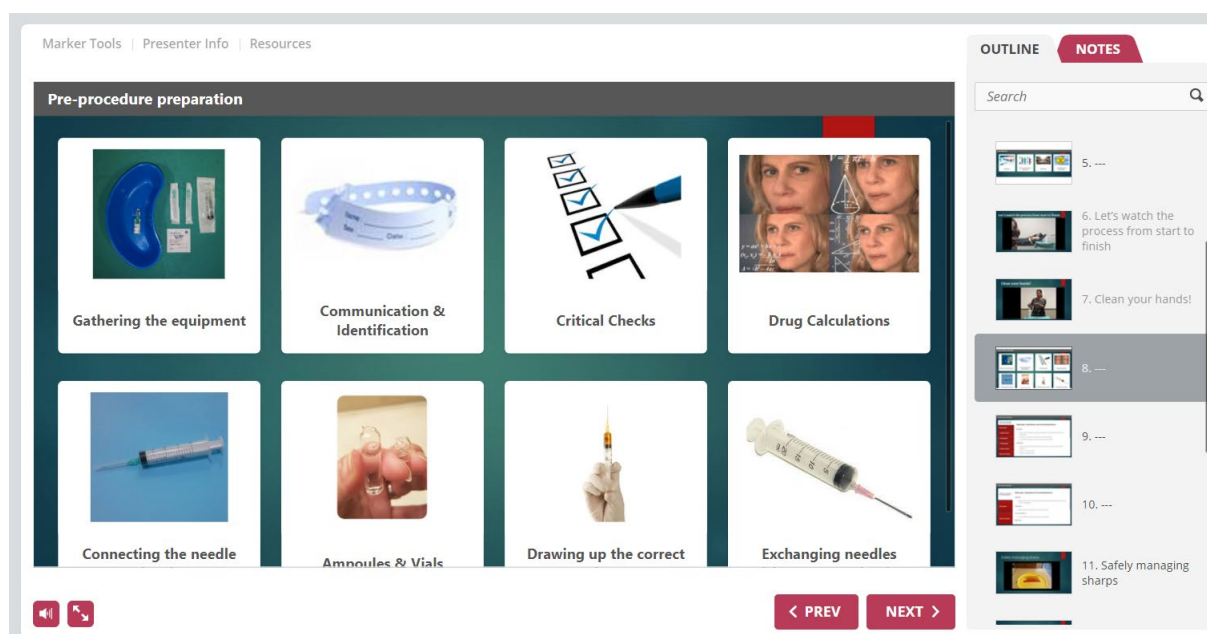 Marker Tools | Presenter Info | Resources
OUTLINE
NOTES
Search
Pre-procedure preparation
Gathering the equipment
Communication &
Identification
Critical Checks
Drug Calculations
Connecting the needle
Ampoules & Vials
Drawing up the correct
Exchanging needles
5. ---
6. Let's watch the
process from start to
finish
7. Clean your hands!
8. ---
9. ---
10. ---
11. Safely managing
sharps
PREV
NEXT